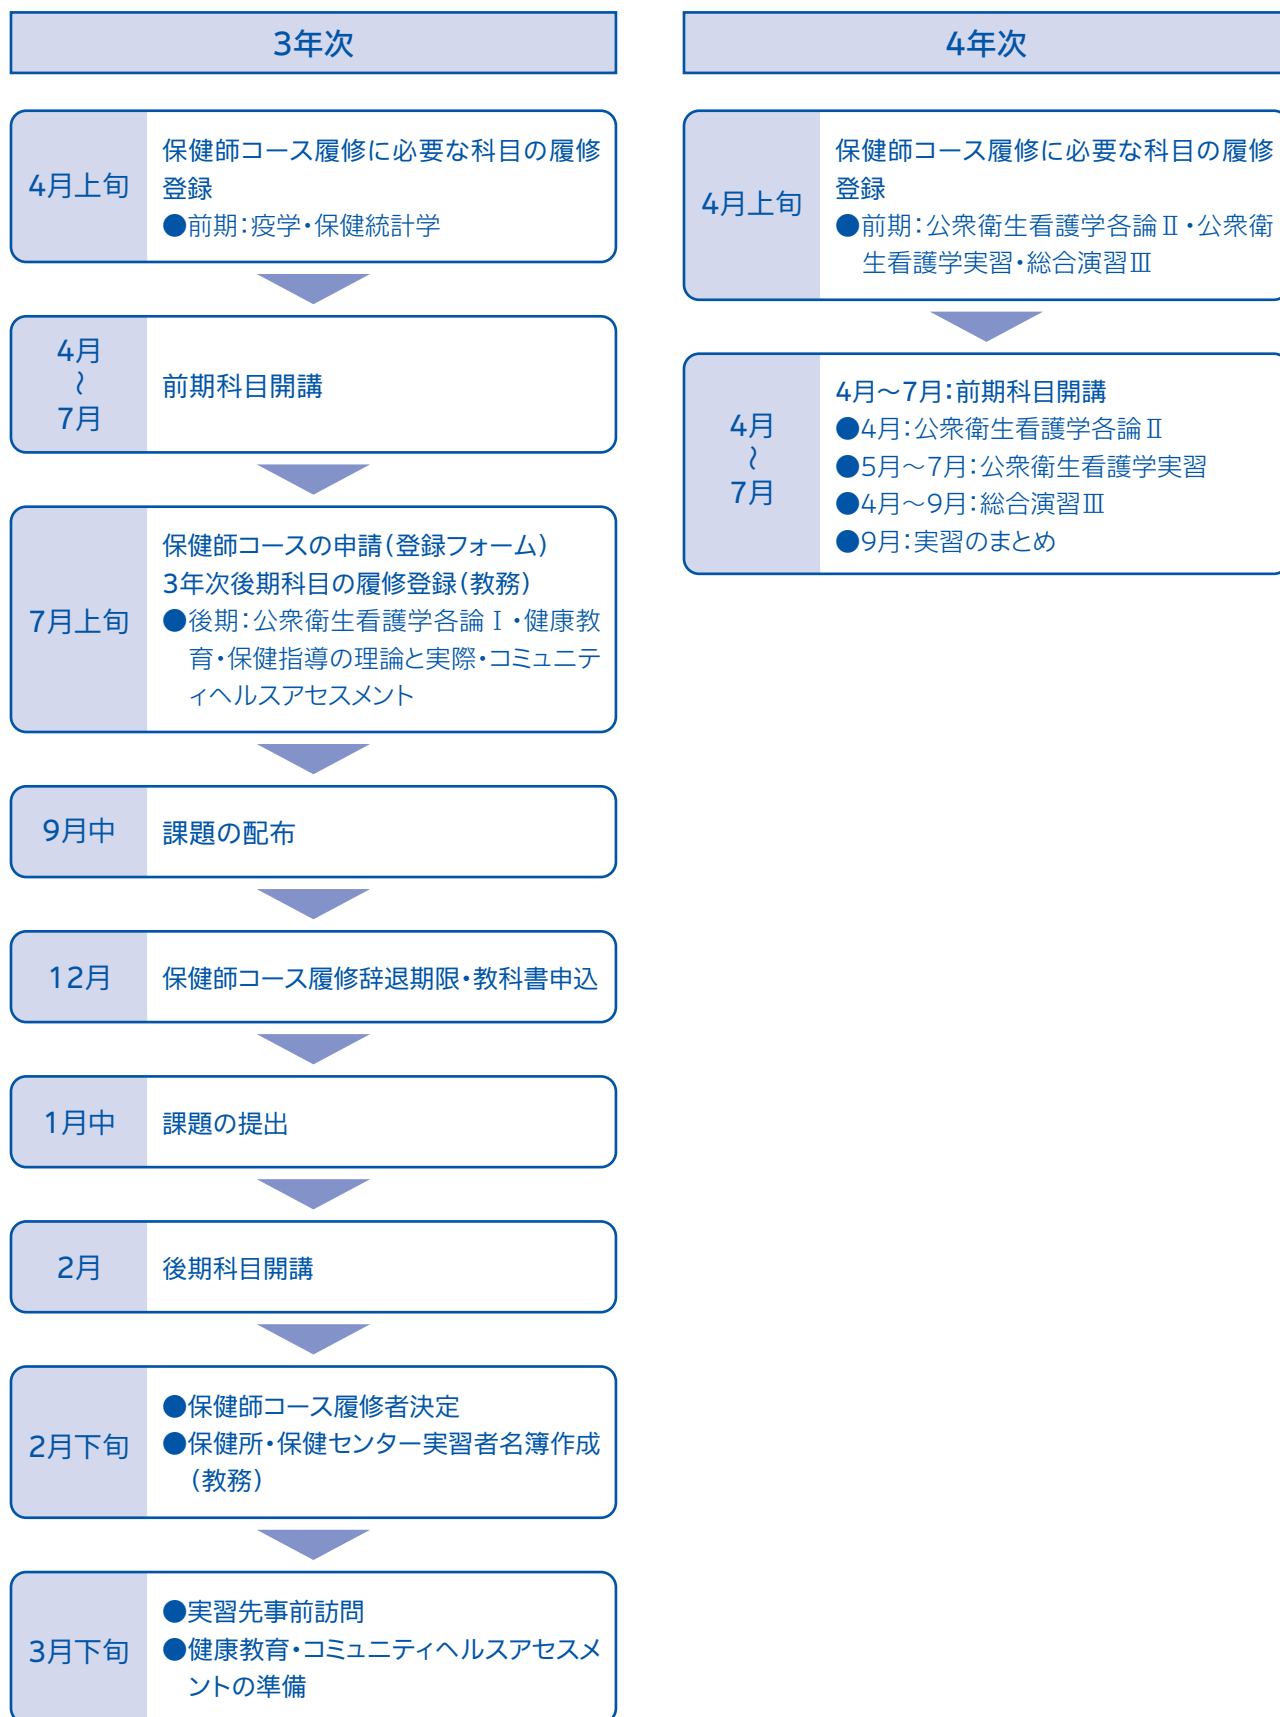 3年次
4月上旬
保健師コース履修に必要な科目の履修
登録
●前期：疫学・保健統計学
4月
〜
7月
前期科目開講
7月上旬
保健師コースの申請（登録フォーム）
3年次後期科目の履修登録（教務）
●後期：公衆衛生看護学各論Ⅰ・健康教
育・保健指導の理論と実際・コミュニテ
ィヘルスアセスメント
9月中
課題の配布
12月
保健師コース履修辞退期限・教科書申込
1月中
課題の提出
2月
後期科目開講
2月下旬
●保健師コース履修者決定
●保健所・保健センター実習者名簿作成
（教務）
3月下旬
●実習先事前訪問
●健康教育・コミュニティヘルスアセスメ
ントの準備
4年次
4月上旬
保健師コース履修に必要な科目の履修
登録
●前期：公衆衛生看護学各論Ⅱ・公衆衛
生看護学実習・総合演習Ⅲ
4月
〜
7月
4月〜7月：前期科目開講
●4月：公衆衛生看護学各論Ⅱ
●5月〜7月：公衆衛生看護学実習
●4月〜9月：総合演習Ⅲ
●9月：実習のまとめ